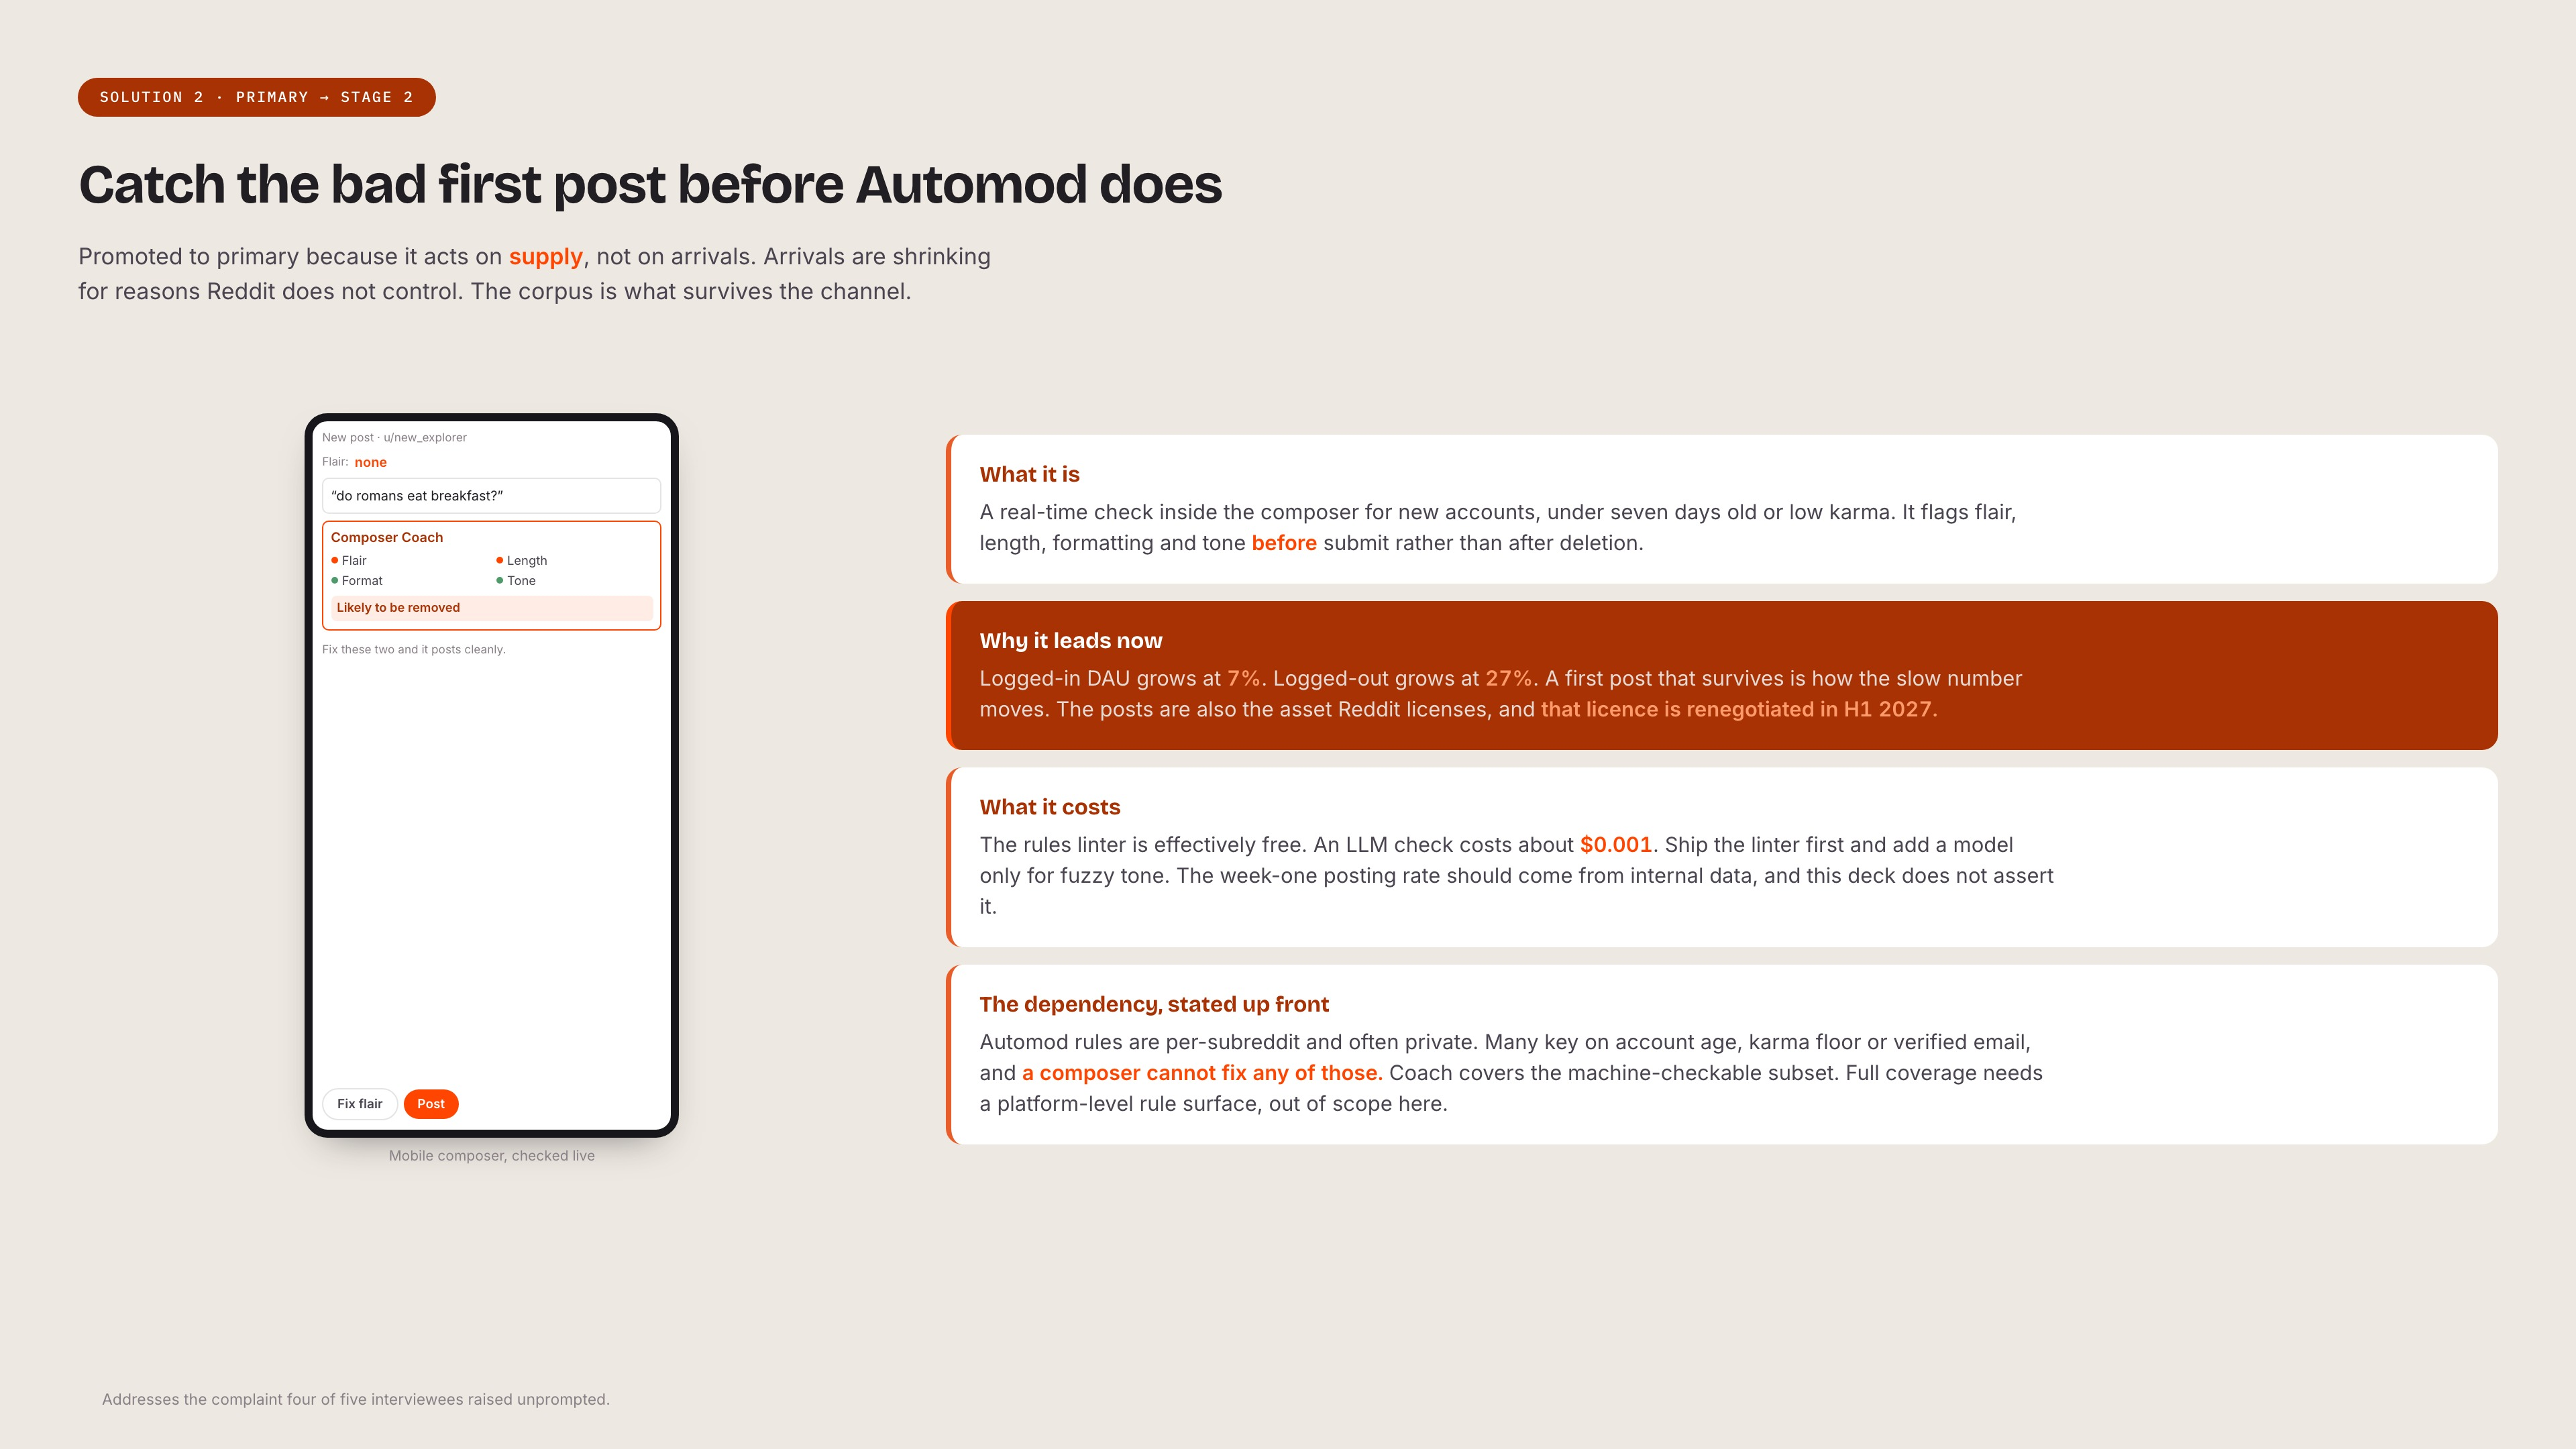 SOLUTION 2 · PRIMARY → STAGE 2
Catch the bad first post before Automod does
Promoted to primary because it acts on supply, not on arrivals. Arrivals are shrinking
for reasons Reddit does not control. The corpus is what survives the channel.
New post · u/new_explorer
Flair: none
“do romans eat breakfast?”
Composer Coach
Flair
Length
Format
Tone
Likely to be removed
Fix these two and it posts cleanly.
Fix flair
Post
Mobile composer, checked live
What it is
A real-time check inside the composer for new accounts, under seven days old or low karma. It flags flair,
length, formatting and tone before submit rather than after deletion.
Why it leads now
Logged-in DAU grows at 7%. Logged-out grows at 27%. A first post that survives is how the slow number
moves. The posts are also the asset Reddit licenses, and that licence is renegotiated in H1 2027.
What it costs
The rules linter is effectively free. An LLM check costs about $0.001. Ship the linter first and add a model
only for fuzzy tone. The week-one posting rate should come from internal data, and this deck does not assert
it.
The dependency, stated up front
Automod rules are per-subreddit and often private. Many key on account age, karma floor or verified email,
and a composer cannot fix any of those. Coach covers the machine-checkable subset. Full coverage needs
a platform-level rule surface, out of scope here.
Addresses the complaint four of five interviewees raised unprompted.